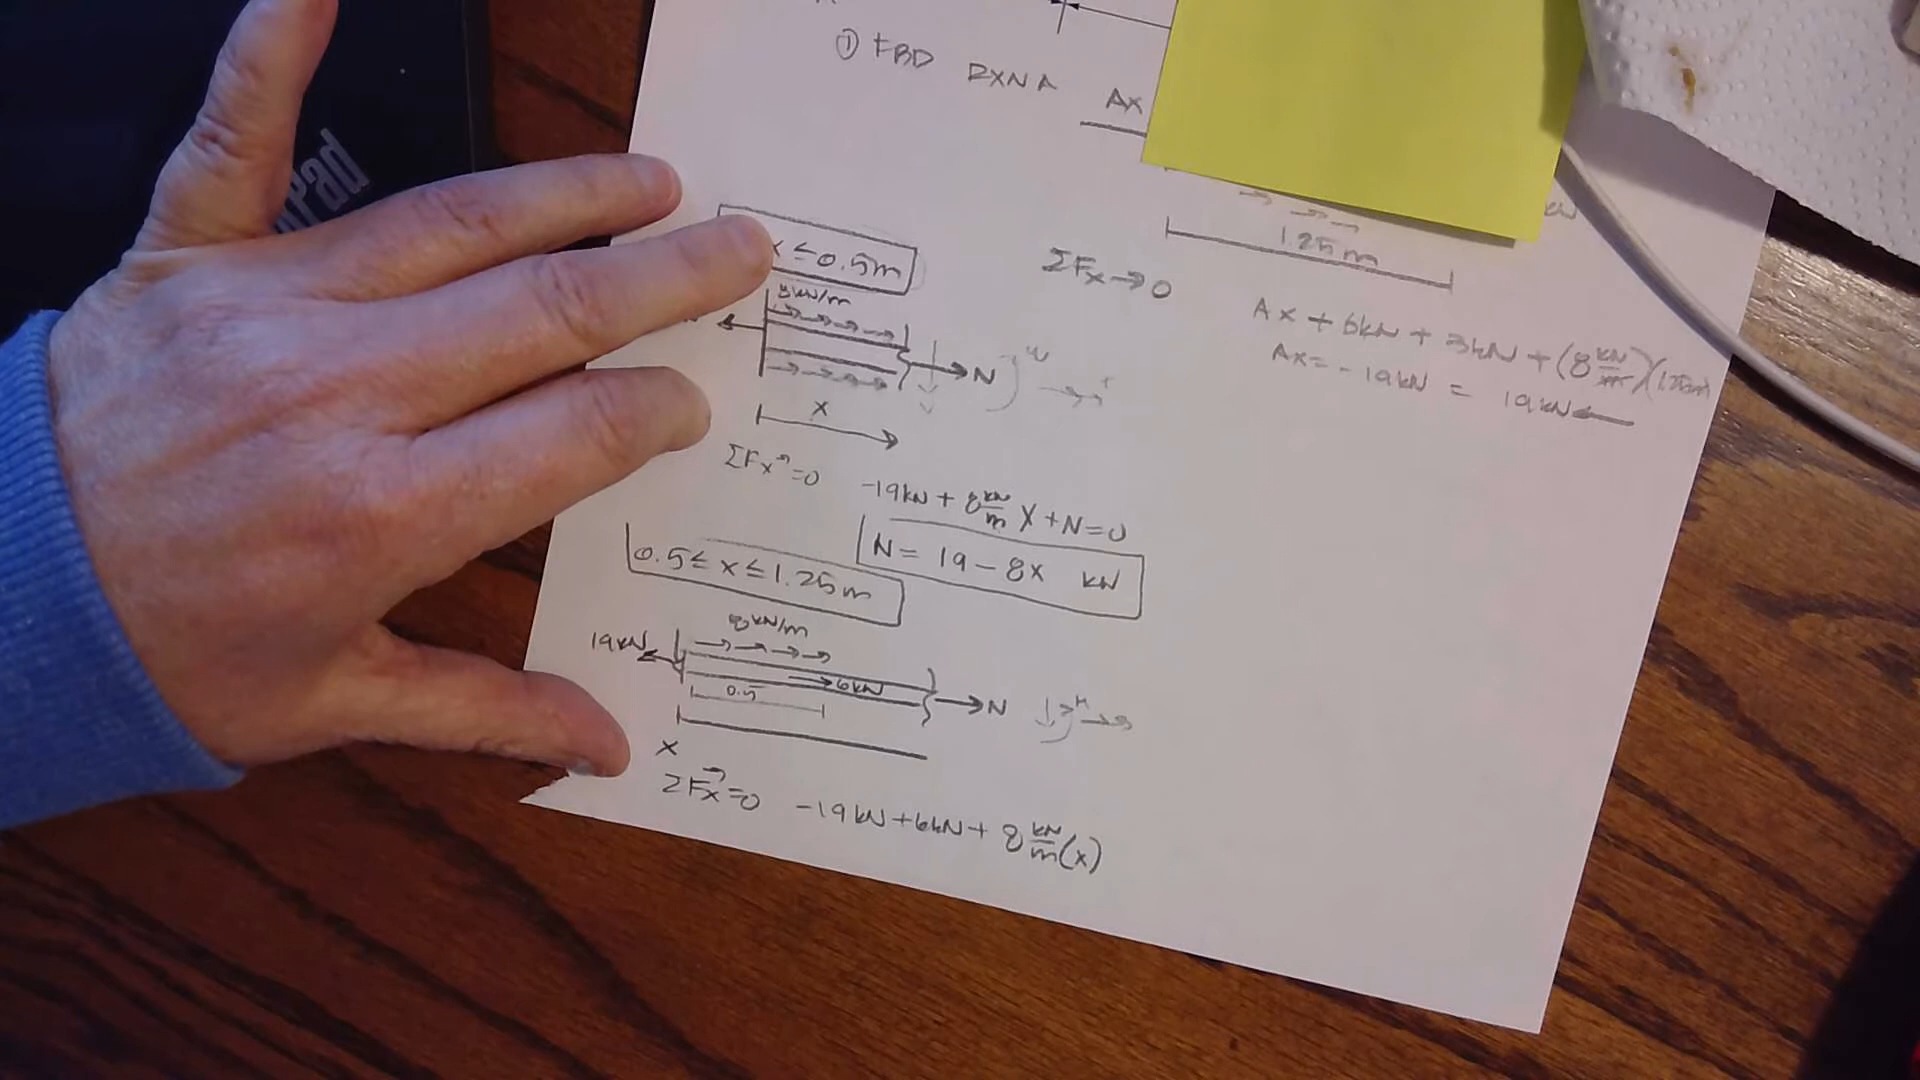 Pad
① FBD RXN A
Ax
kN
1.25m
ΣFx→0
Ax + 6kN + 3kN + (8 kN/m)(1.25m)
Ax = -19kN = 19kN←
x ≤0.5m
8kN/m
N
x
ΣFx→=0 -19kN + 8 kN/m X + N = 0
N = 19 - 8x kN
0.5 ≤ x ≤ 1.25m
8kN/m
19kN
6kN
0.5
N
x
ΣFx→=0 -19kN + 6kN + 8 kN/m (x)